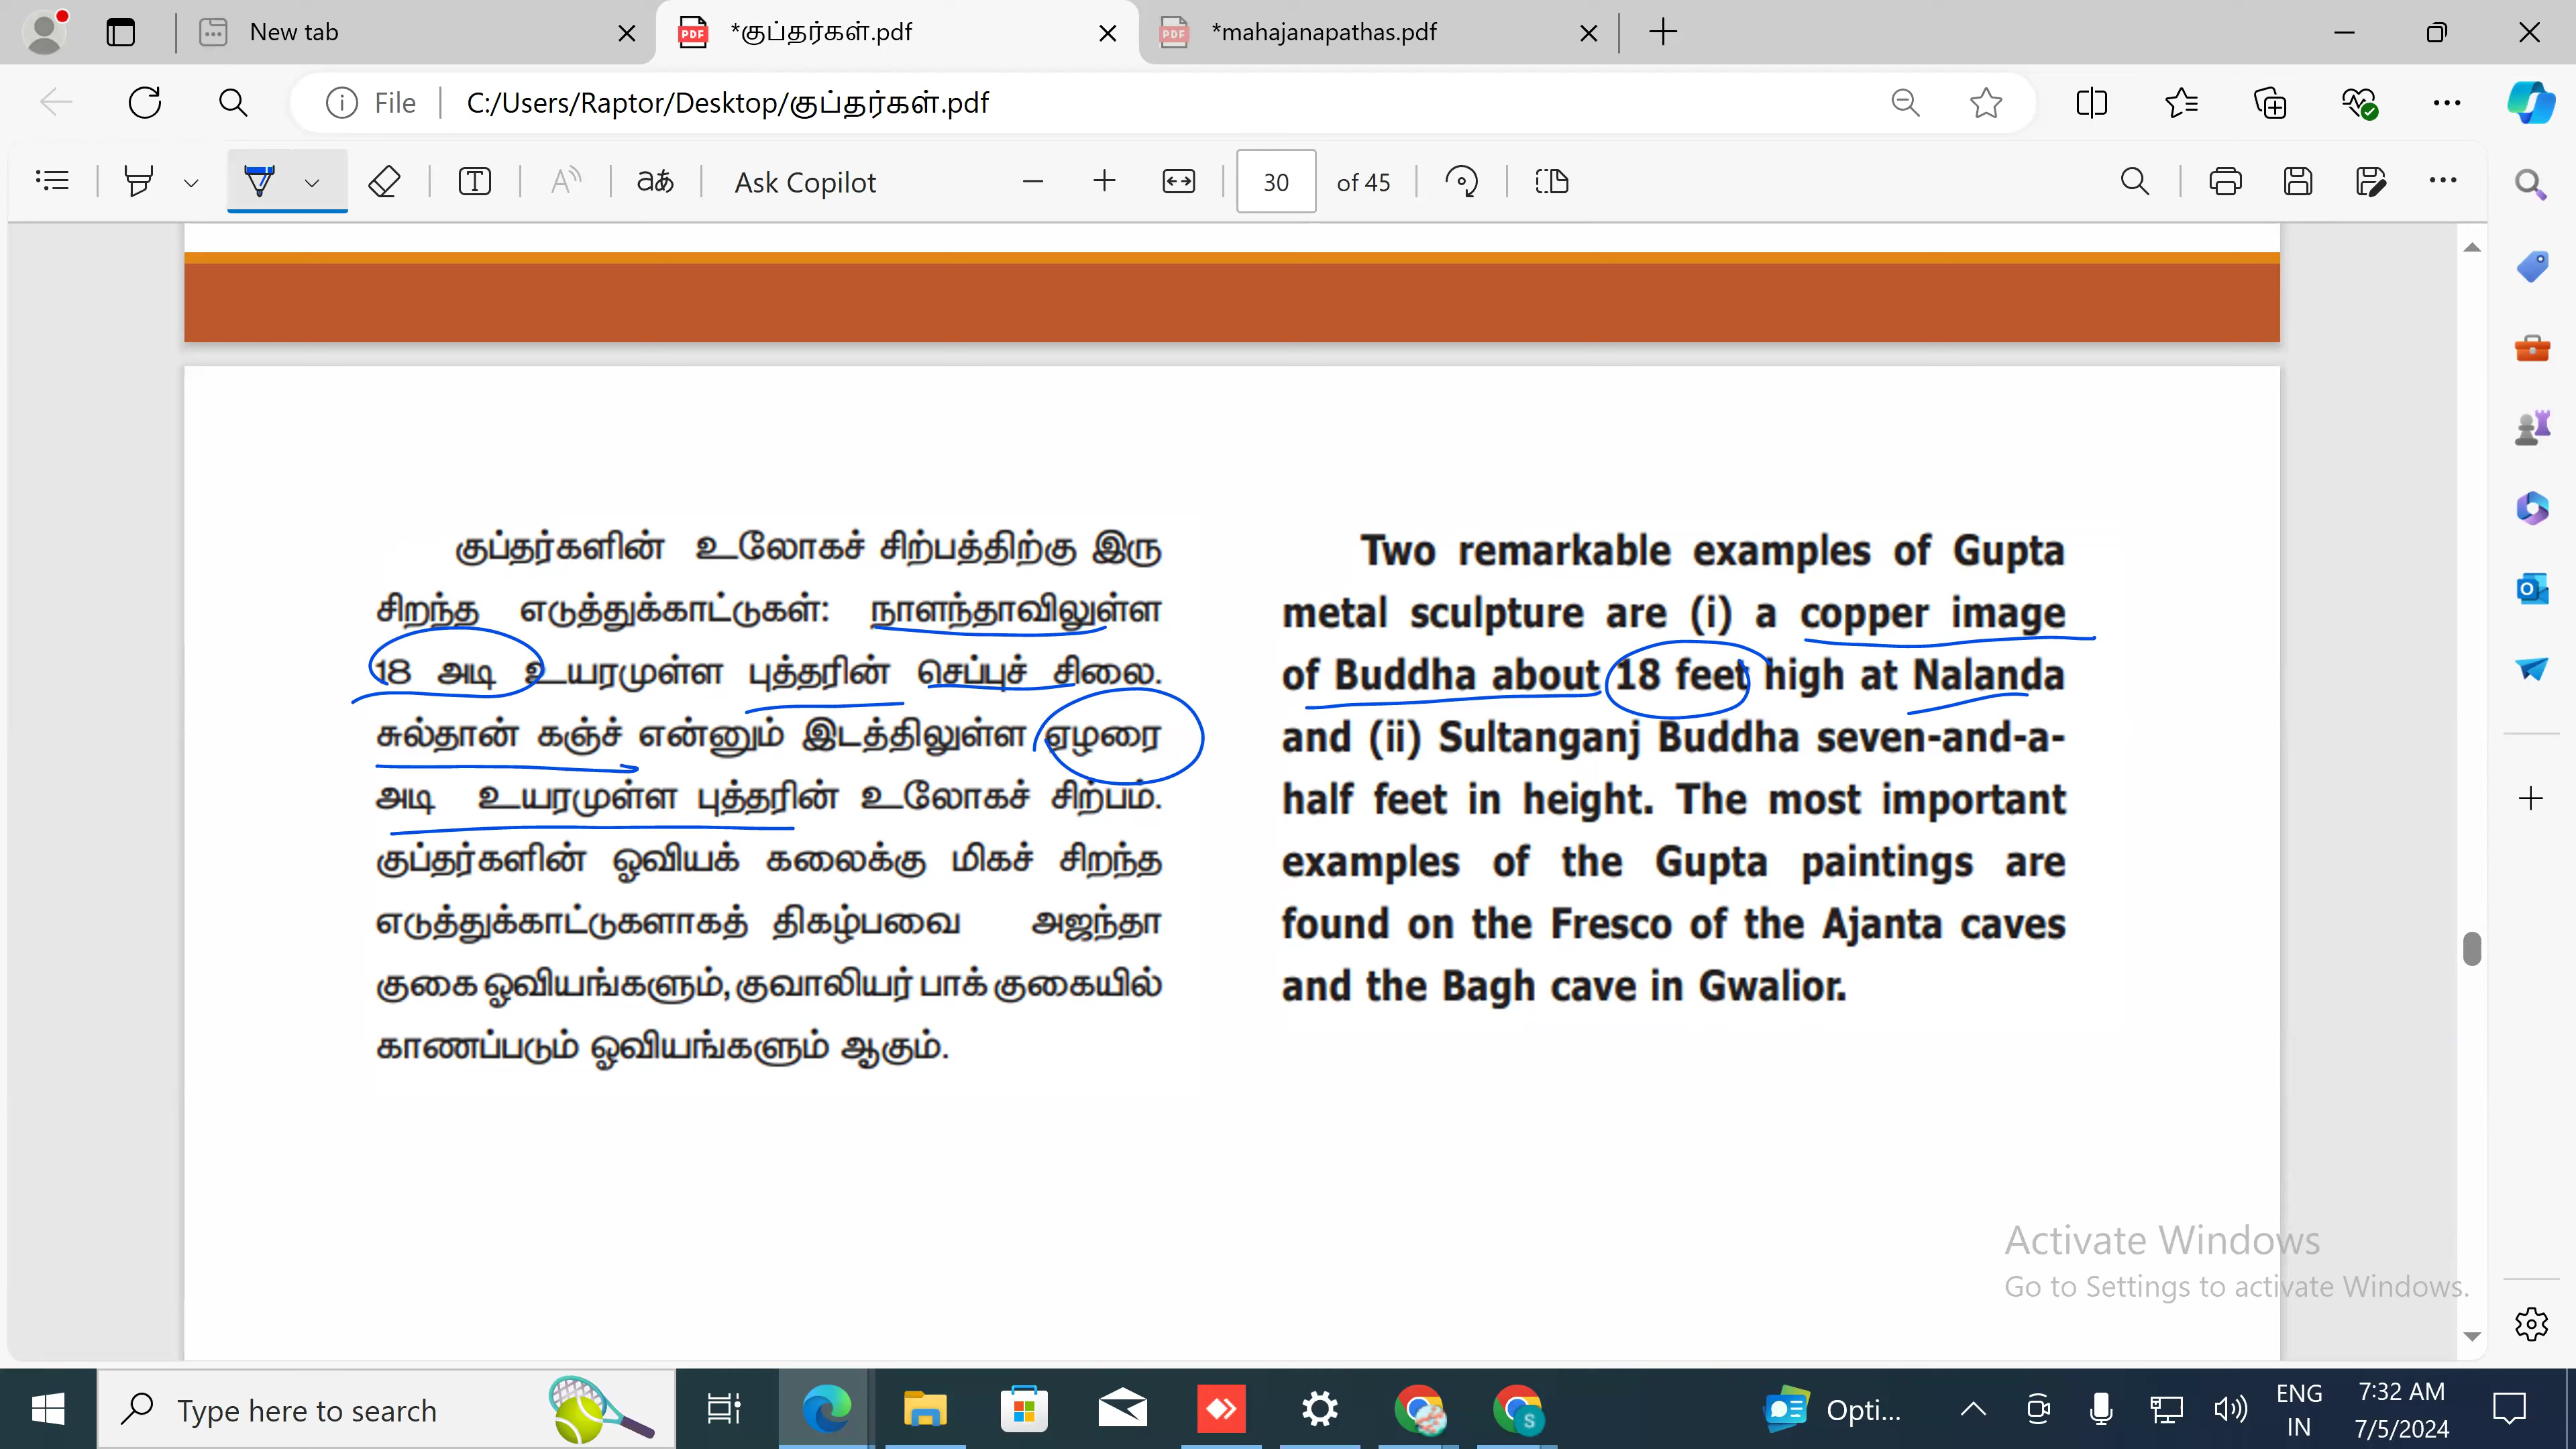 New tab
*குப்தர்கள்.pdf
*mahajanapathas.pdf
File
C:/Users/Raptor/Desktop/குப்தர்கள்.pdf
Ask Copilot
30 of 45
குப்தர்களின் உலோகச் சிற்பத்திற்கு இரு
சிறந்த எடுத்துக்காட்டுகள்: நாளந்தாவிலுள்ள
18 அடி உயரமுள்ள புத்தரின் செப்புச் சிலை.
சுல்தான் கஞ்ச் என்னும் இடத்திலுள்ள ஏழரை
அடி உயரமுள்ள புத்தரின் உலோகச் சிற்பம்.
குப்தர்களின் ஓவியக் கலைக்கு மிகச் சிறந்த
எடுத்துக்காட்டுகளாகத் திகழ்பவை அஜந்தா
குகை ஓவியங்களும், குவாலியர் பாக் குகையில்
காணப்படும் ஓவியங்களும் ஆகும்.
Two remarkable examples of Gupta
metal sculpture are (i) a copper image
of Buddha about 18 feet high at Nalanda
and (ii) Sultanganj Buddha seven-and-a-
half feet in height. The most important
examples of the Gupta paintings are
found on the Fresco of the Ajanta caves
and the Bagh cave in Gwalior.
Activate Windows
Go to Settings to activate Windows.
Type here to search
Opti...
ENG
IN
7:32 AM
7/5/2024